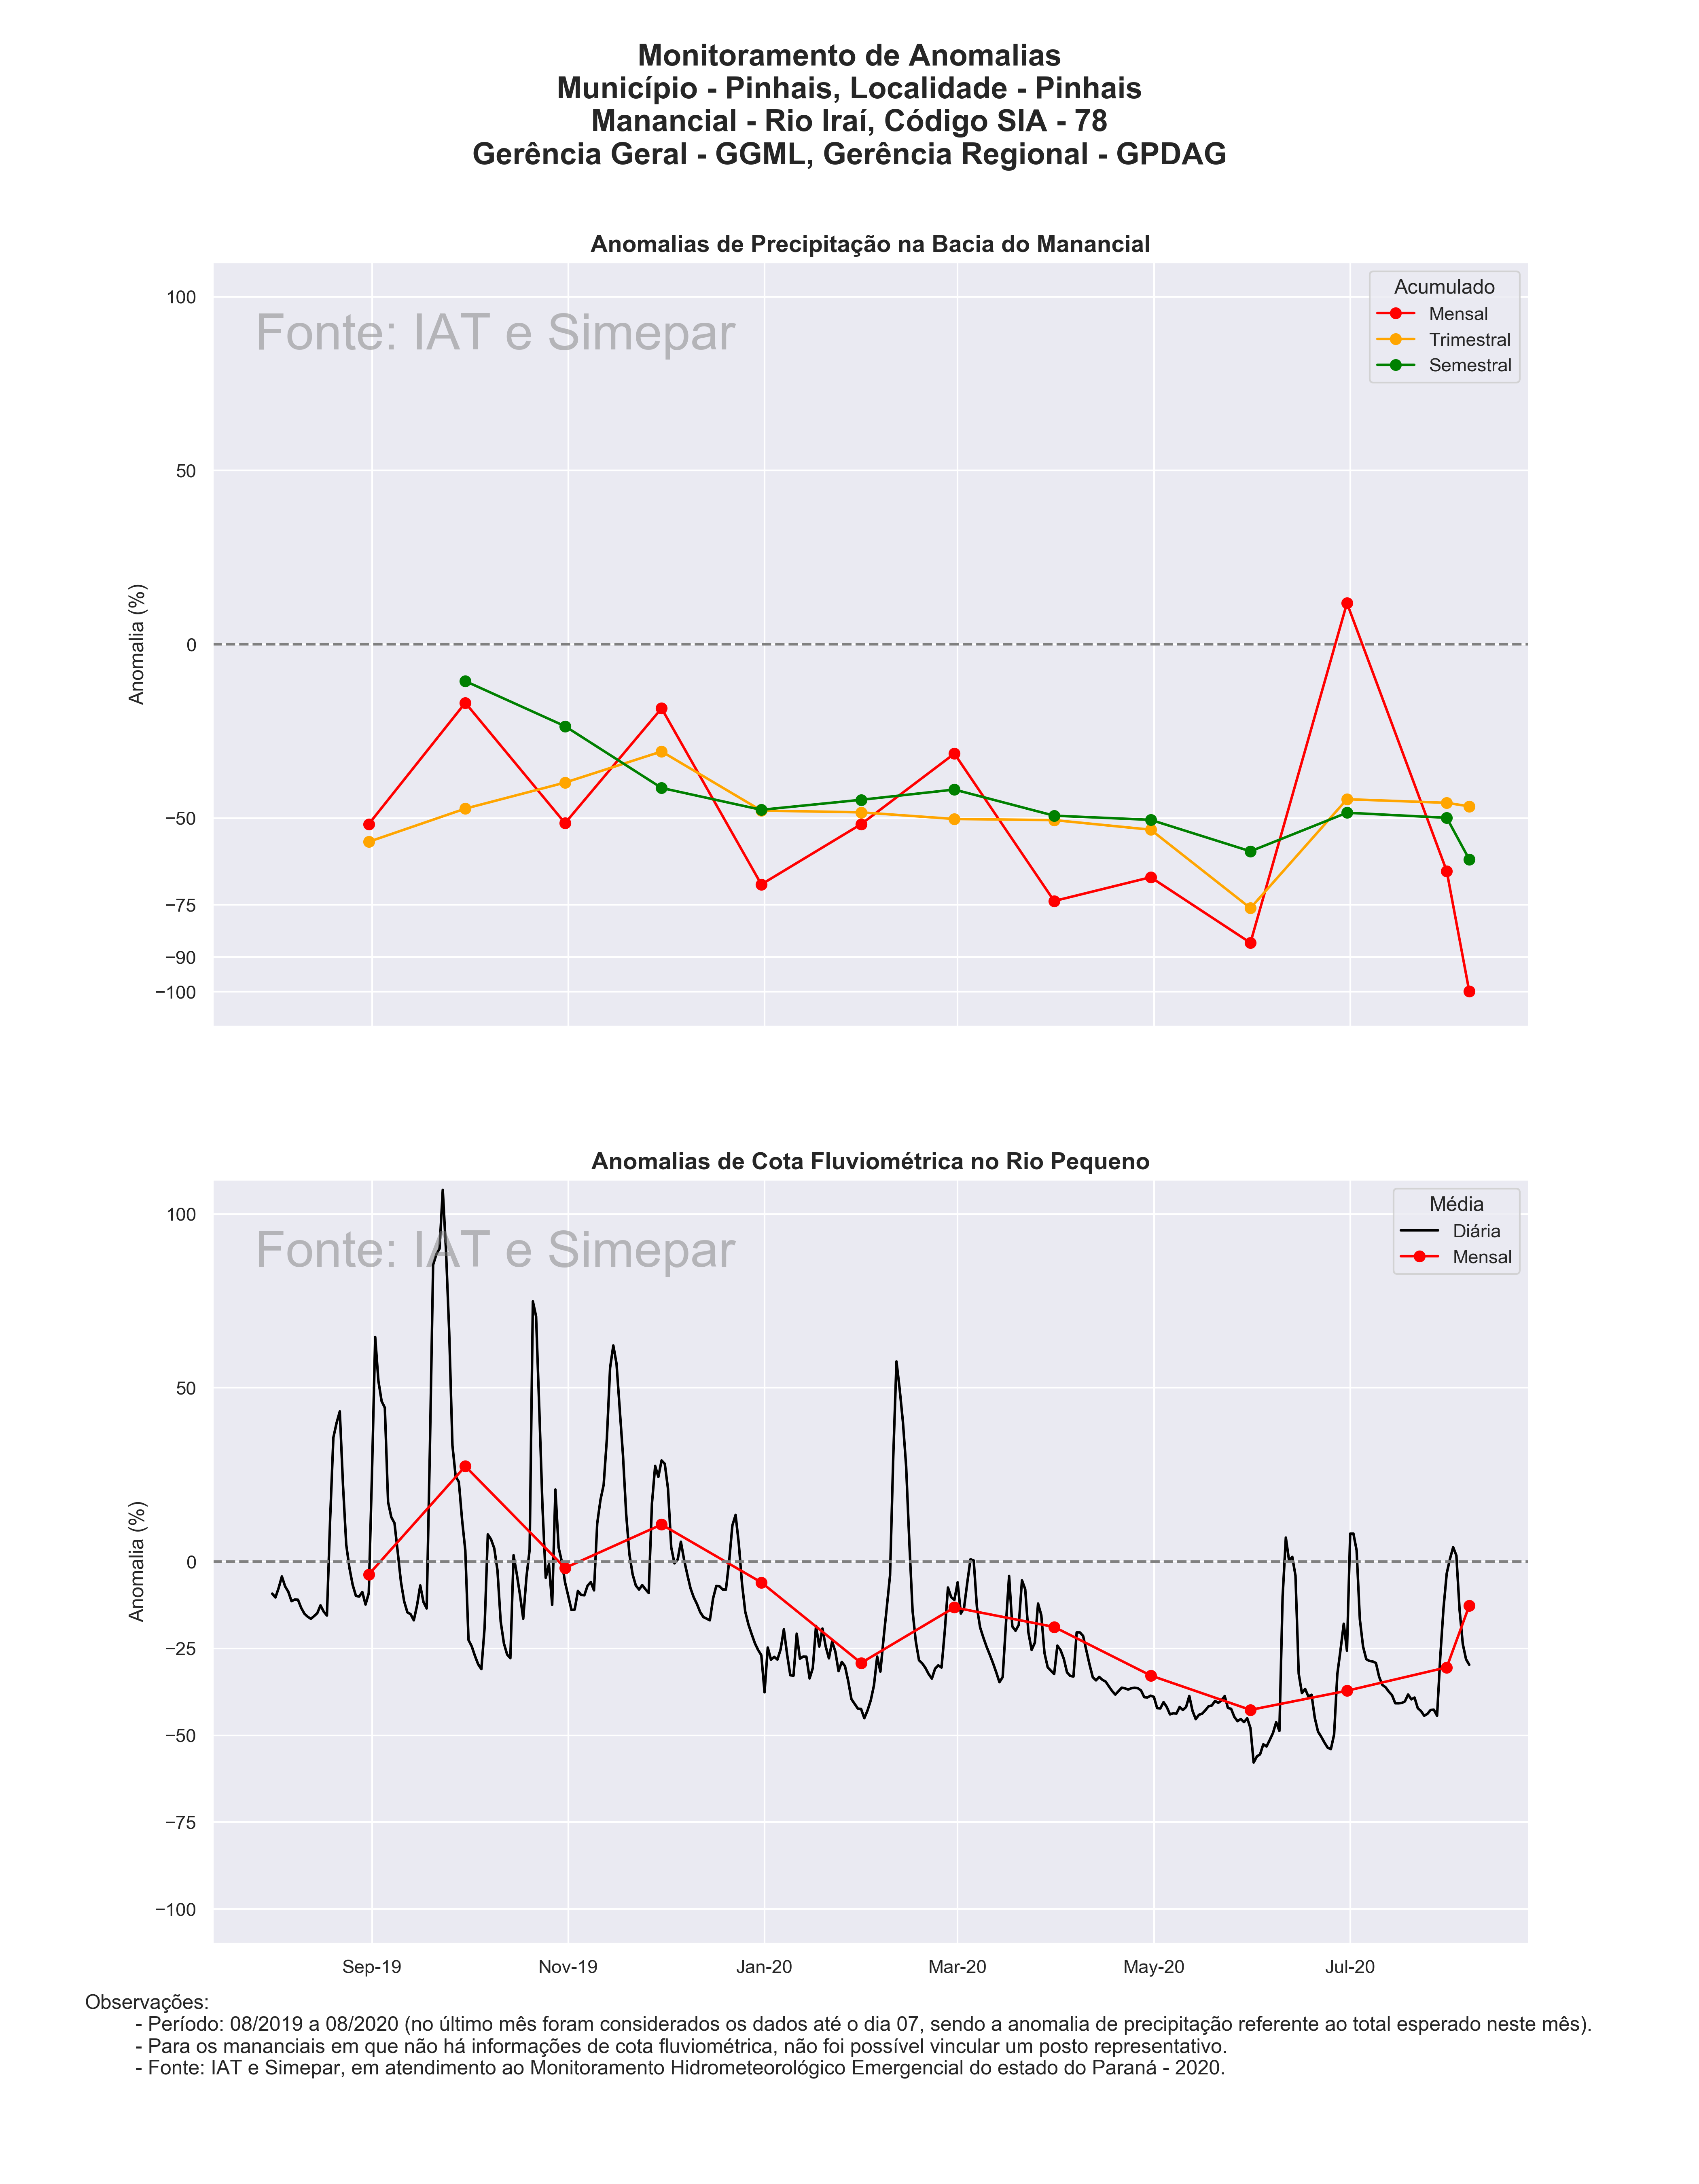 Monitoramento de Anomalias
Município - Pinhais, Localidade - Pinhais
Manancial - Rio Iraí, Código SIA - 78
Gerência Geral - GGML, Gerência Regional - GPDAG
Anomalias de Precipitação na Bacia do Manancial
Fonte: IAT e Simepar
Acumulado
Mensal
Trimestral
Semestral
Anomalia (%)
100
50
0
−50
−75
−90
−100
Anomalias de Cota Fluviométrica no Rio Pequeno
Fonte: IAT e Simepar
Média
Diária
Mensal
Anomalia (%)
100
50
0
−25
−50
−75
−100
Sep-19 Nov-19 Jan-20 Mar-20 May-20 Jul-20
Observações:
- Período: 08/2019 a 08/2020 (no último mês foram considerados os dados até o dia 07, sendo a anomalia de precipitação referente ao total esperado neste mês).
- Para os mananciais em que não há informações de cota fluviométrica, não foi possível vincular um posto representativo.
- Fonte: IAT e Simepar, em atendimento ao Monitoramento Hidrometeorológico Emergencial do estado do Paraná - 2020.